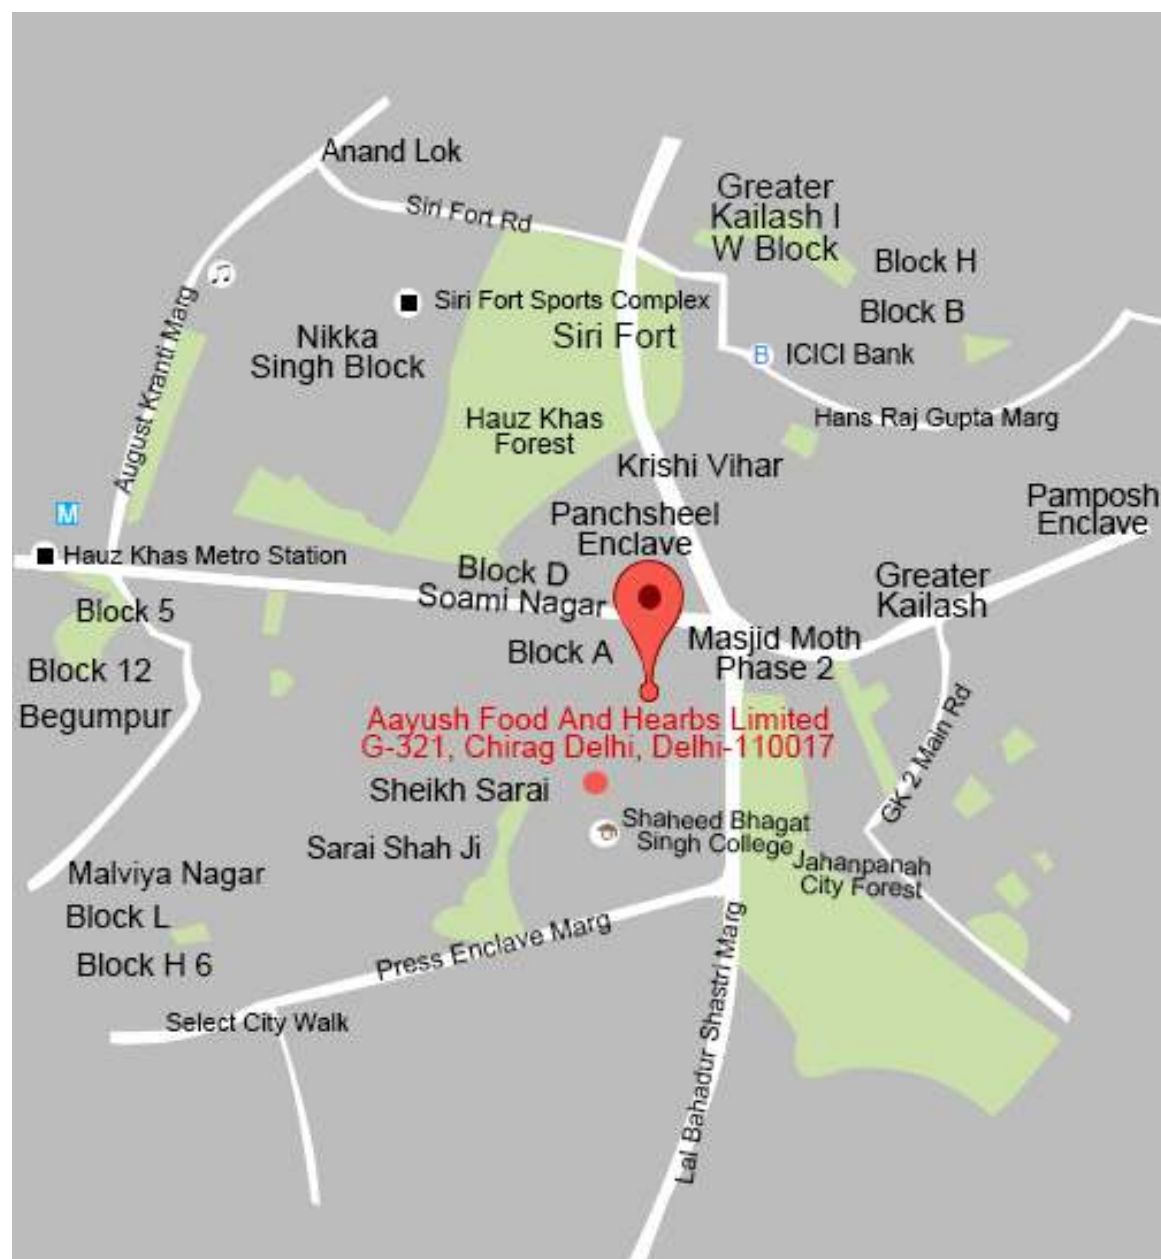 Anand Lok
Siri Fort Rd
Greater
Kailash I
W Block
Block H
Siri Fort Sports Complex
Block B
Nikka
Singh Block
Siri Fort
B
ICICI Bank
August Kranti Marg
Hauz Khas
Forest
Hans Raj Gupta Marg
Krishi Vihar
Pamposh
Enclave
M
Panchsheel
Enclave
Hauz Khas Metro Station
Block D
Soami Nagar
Greater
Kailash
Block 5
Block A
Masjid Moth
Phase 2
Block 12
Begumpur
Aayush Food And Hearbs Limited
G-321, Chirag Delhi, Delhi-110017
GK 2 Main Rd
Sheikh Sarai
Shaheed Bhagat
Singh College
Sarai Shah Ji
Jahanpanah
City Forest
Malviya Nagar
Block L
Press Enclave Marg
Block H 6
Select City Walk
Lal Bahadur Shastri Marg